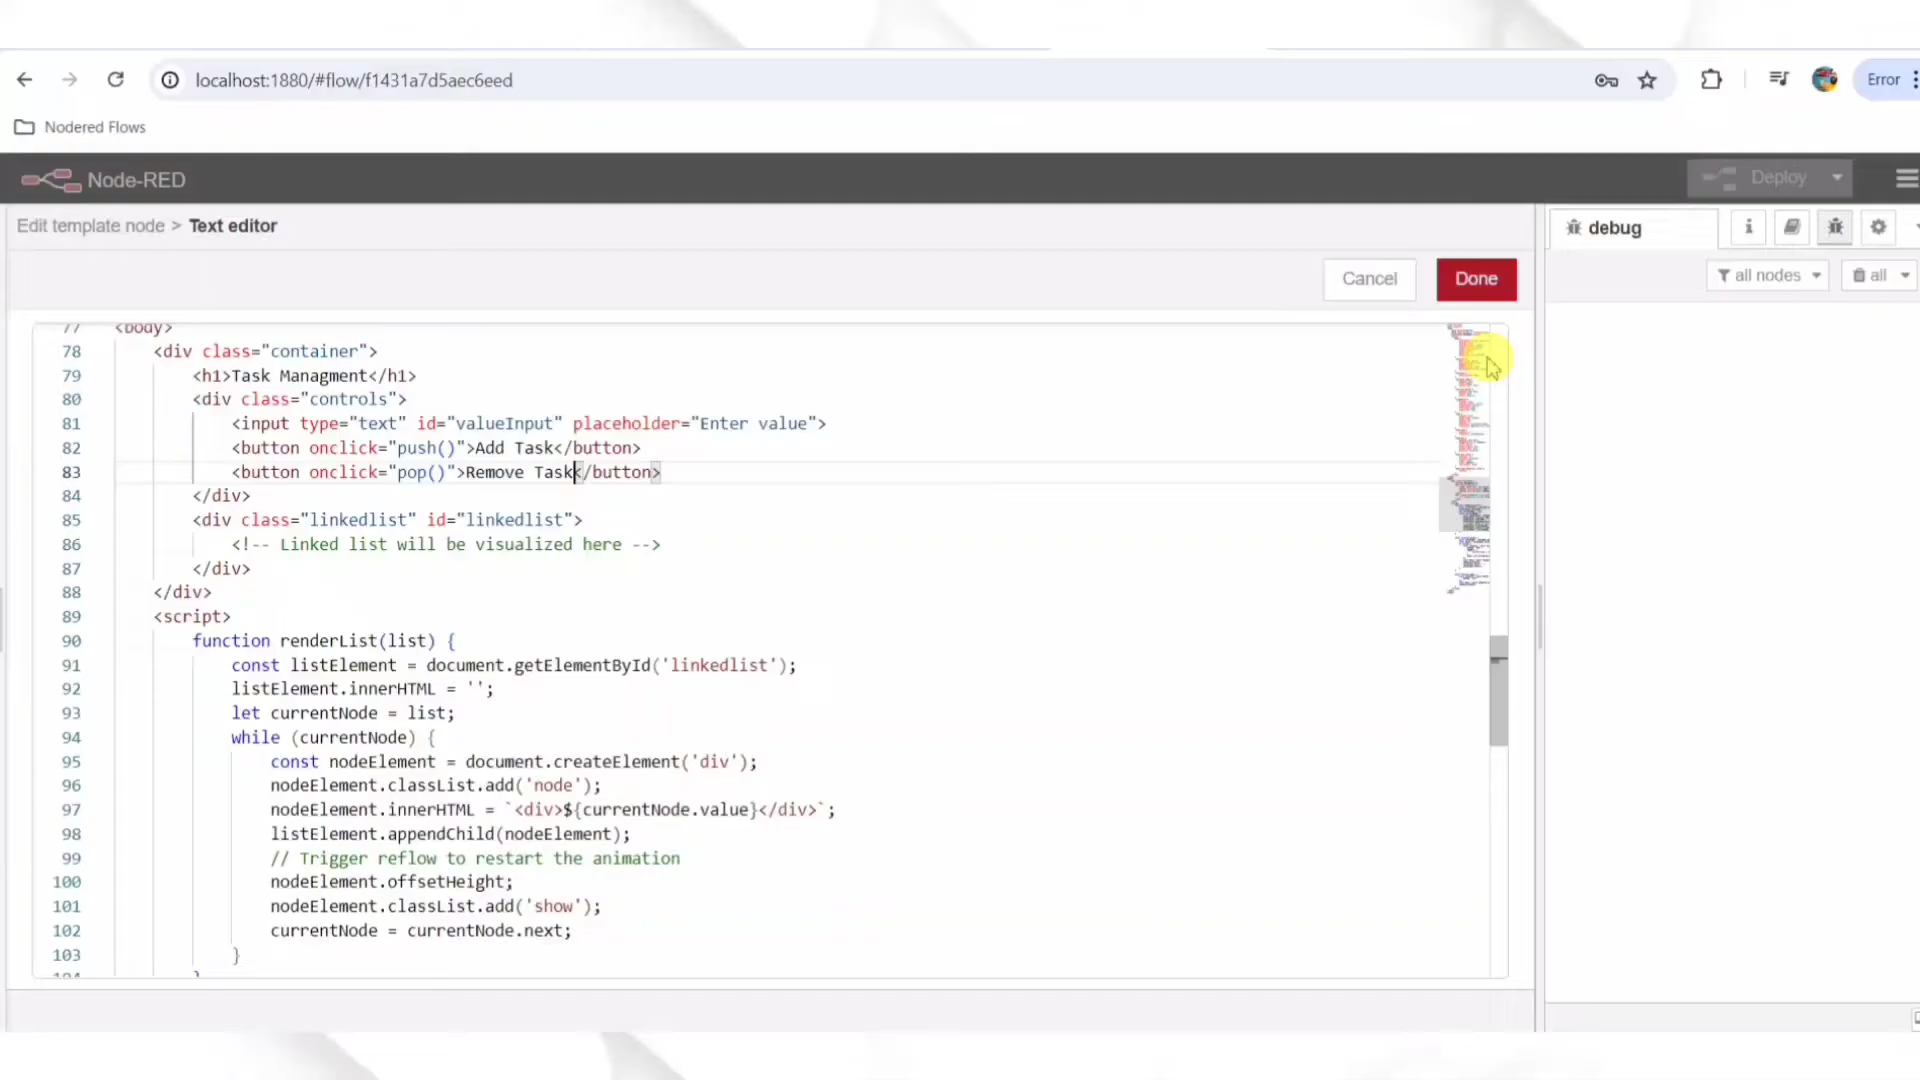 localhost:1880/#flow/f1431a7d5aec6eed
Error
Nodered Flows
Node-RED
Deploy
Edit template node > Text editor
debug
i
Cancel
Done
all nodes
all
77 <body>
78 <div class="container">
79 <h1>Task Managment</h1>
80 <div class="controls">
81 <input type="text" id="valueInput" placeholder="Enter value">
82 <button onclick="push()">Add Task</button>
83 <button onclick="pop()">Remove Task</button>
84 </div>
85 <div class="linkedlist" id="linkedlist">
86 <!-- Linked list will be visualized here -->
87 </div>
88 </div>
89 <script>
90 function renderList(list) {
91 const listElement = document.getElementById('linkedlist');
92 listElement.innerHTML = '';
93 let currentNode = list;
94 while (currentNode) {
95 const nodeElement = document.createElement('div');
96 nodeElement.classList.add('node');
97 nodeElement.innerHTML = `<div>${currentNode.value}</div>`;
98 listElement.appendChild(nodeElement);
99 // Trigger reflow to restart the animation
100 nodeElement.offsetHeight;
101 nodeElement.classList.add('show');
102 currentNode = currentNode.next;
103 }
104 }